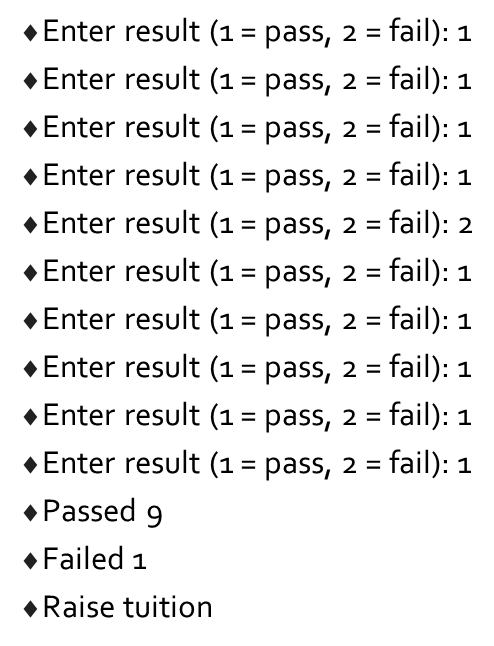 ♦Enter result (1 = pass, 2 = fail): 1
♦Enter result (1 = pass, 2 = fail): 1
♦Enter result (1 = pass, 2 = fail): 1
♦Enter result (1 = pass, 2 = fail): 1
♦Enter result (1 = pass, 2 = fail): 2
♦Enter result (1 = pass, 2 = fail): 1
♦Enter result (1 = pass, 2 = fail): 1
♦Enter result (1 = pass, 2 = fail): 1
♦Enter result (1 = pass, 2 = fail): 1
♦Enter result (1 = pass, 2 = fail): 1
♦Passed 9
♦Failed 1
♦Raise tuition